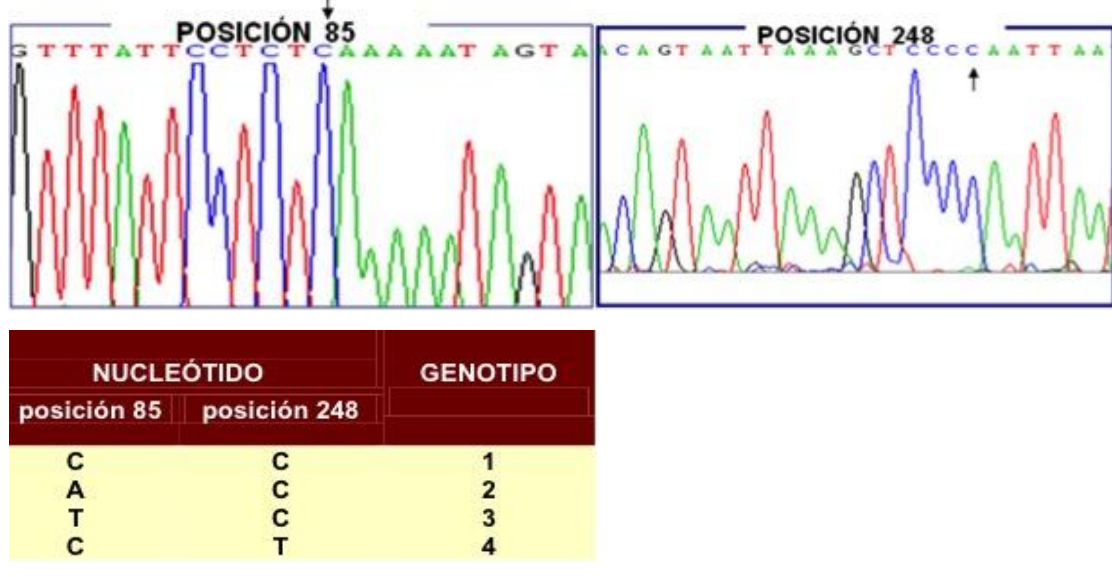 POSICIÓN 85
G T T T A T T C C T C T C A A A A A T A G T A
POSICIÓN 248
A C A G T A A T T A A A G C T C C C C A A T T A A
NUCLEÓTIDO GENOTIPO
posición 85 posición 248
C C 1
A C 2
T C 3
C T 4